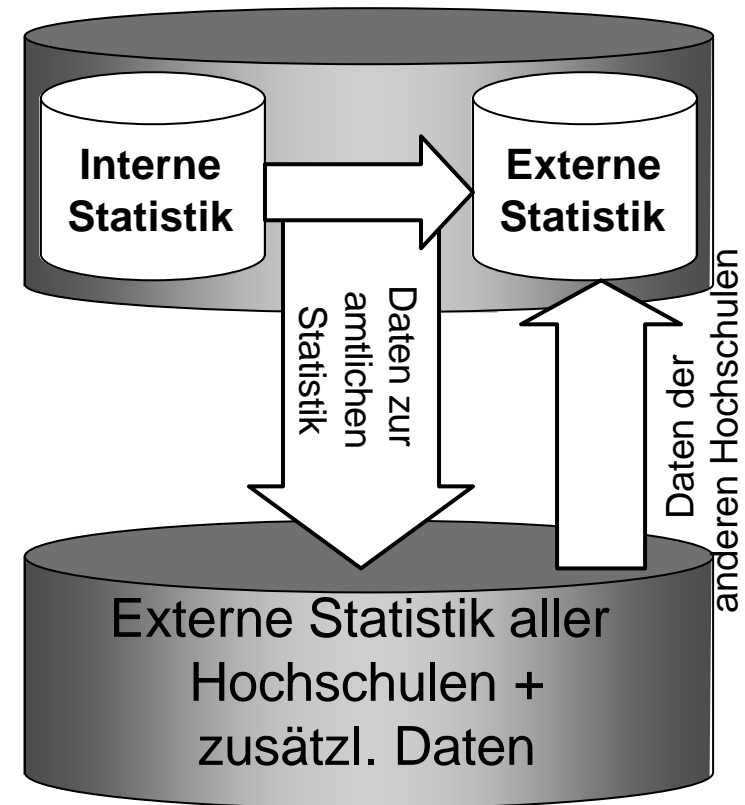 Interne
Statistik
Externe
Statistik
Daten zur
amtlichen
Statistik
Daten der
anderen Hochschulen
Externe Statistik aller
Hochschulen +
zusätzl. Daten